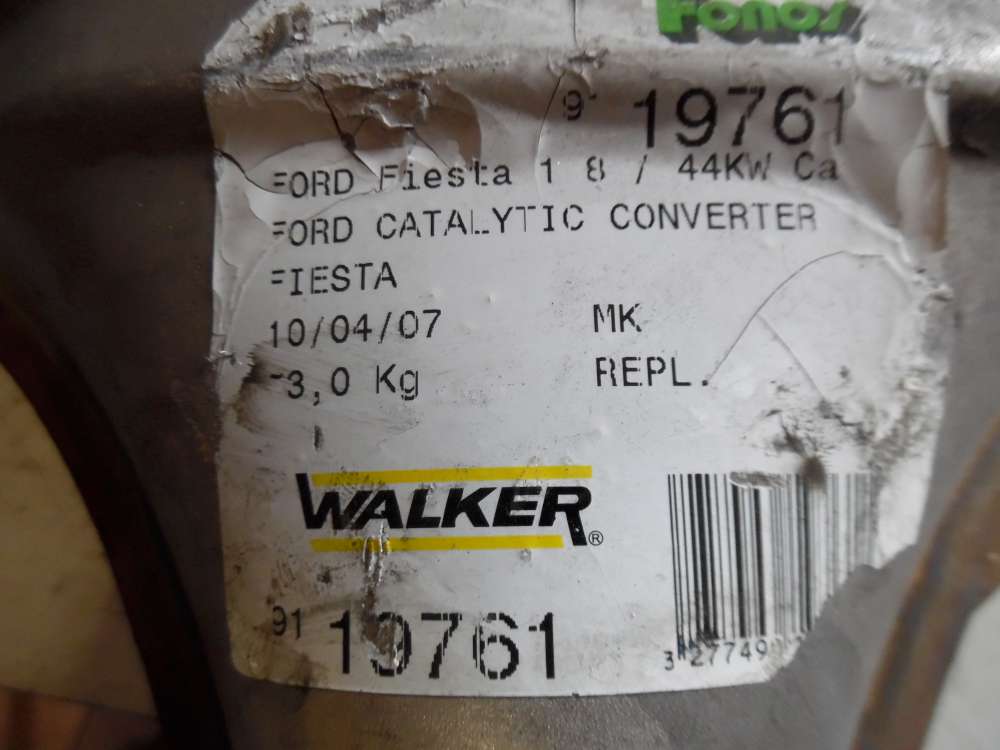 Fonos
9 19761
FORD Fiesta 1 8 / 44KW Ca
FORD CATALYTIC CONVERTER
FIESTA
10/04/07 MK
3,0 Kg REPL.
WALKER®
91 19761
3 27749